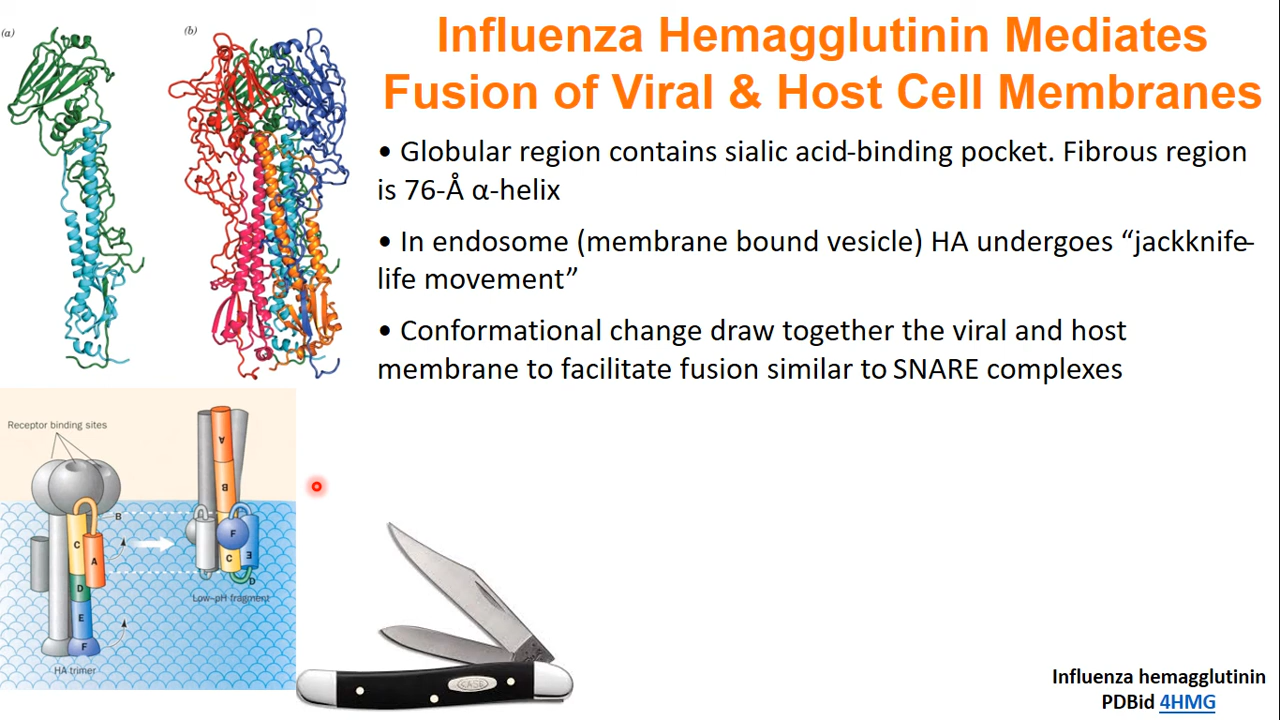 (a)
(b)
Influenza Hemagglutinin Mediates
Fusion of Viral & Host Cell Membranes
• Globular region contains sialic acid-binding pocket. Fibrous region
is 76-Å α-helix
• In endosome (membrane bound vesicle) HA undergoes “jackknife-
life movement”
• Conformational change draw together the viral and host
membrane to facilitate fusion similar to SNARE complexes
Receptor binding sites
B
C
A
D
E
F
HA trimer
A
B
F
E
C
D
Low-pH fragment
CASE
Influenza hemagglutinin
PDBid 4HMG